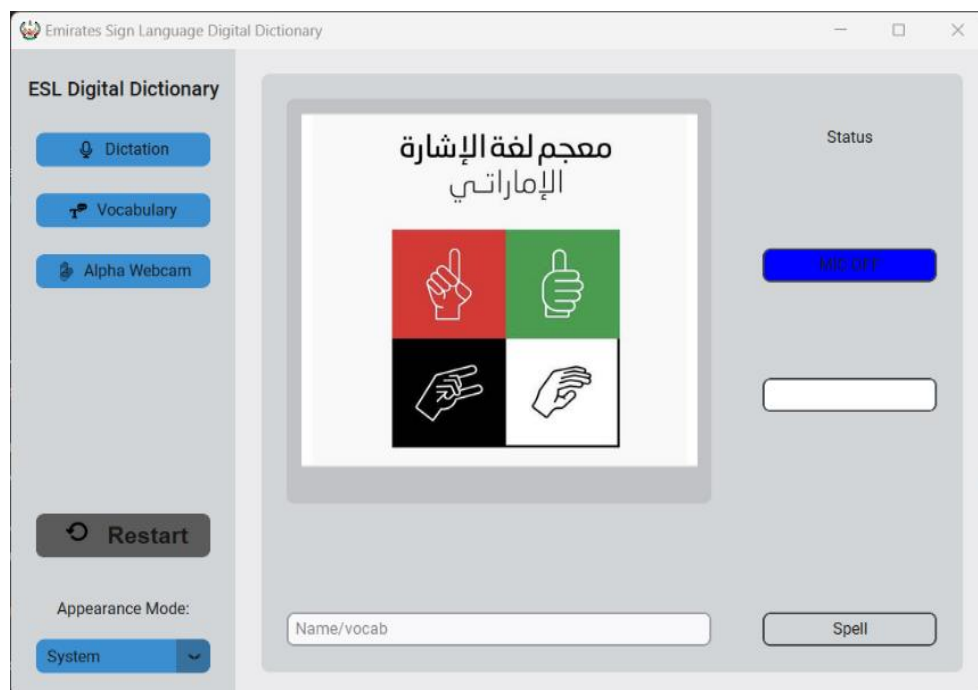 Emirates Sign Language Digital Dictionary
ESL Digital Dictionary
Dictation
Vocabulary
Alpha Webcam
Restart
Appearance Mode:
System
معجم لغة الإشارة
الإماراتـي
Status
MIC OFF
Name/vocab
Spell